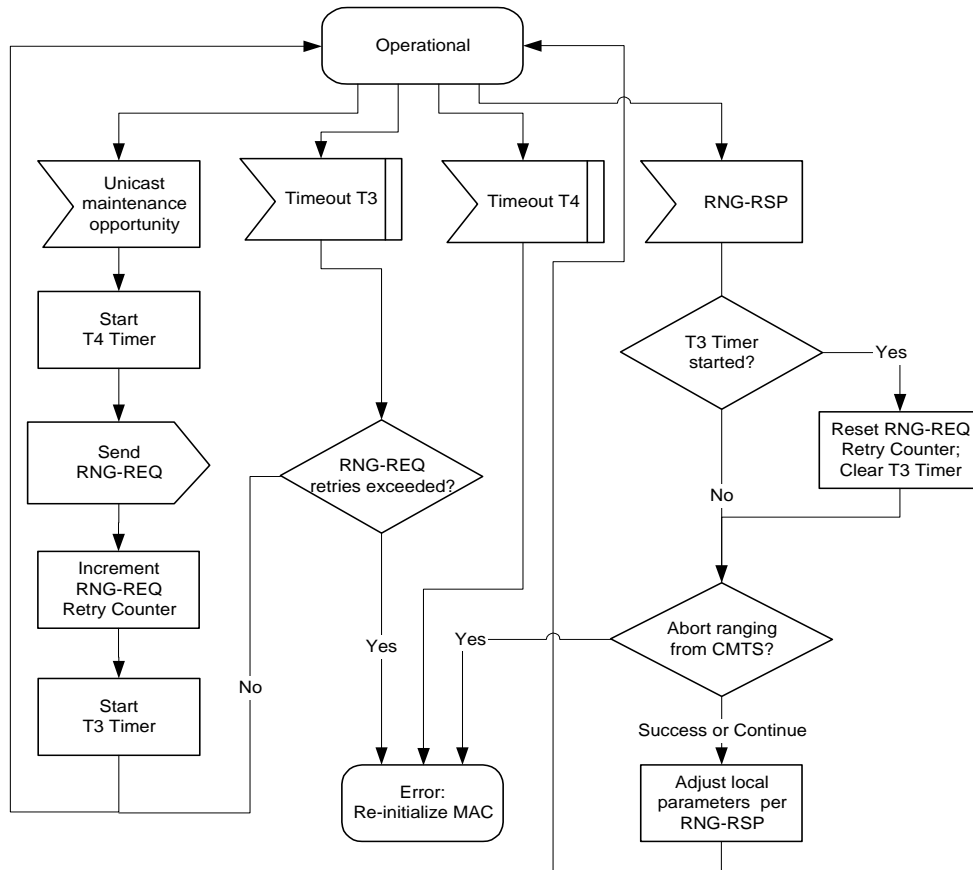 Operational
Unicast
maintenance
opportunity
Timeout T3
Timeout T4
RNG-RSP
Start
T4 Timer
T3 Timer
started?
Yes
Send
RNG-REQ
RNG-REQ
retries exceeded?
Reset RNG-REQ
Retry Counter;
Clear T3 Timer
No
Increment
RNG-REQ
Retry Counter
Yes
Yes
Abort ranging
from CMTS?
No
Start
T3 Timer
Success or Continue
Error:
Re-initialize MAC
Adjust local
parameters per
RNG-RSP